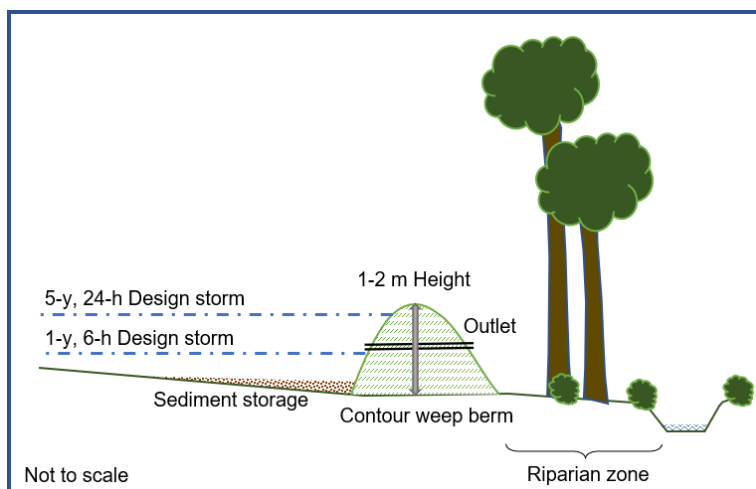 1-2 m Height
5-y, 24-h Design storm
Outlet
1-y, 6-h Design storm
Sediment storage
Contour weep berm
Riparian zone
Not to scale